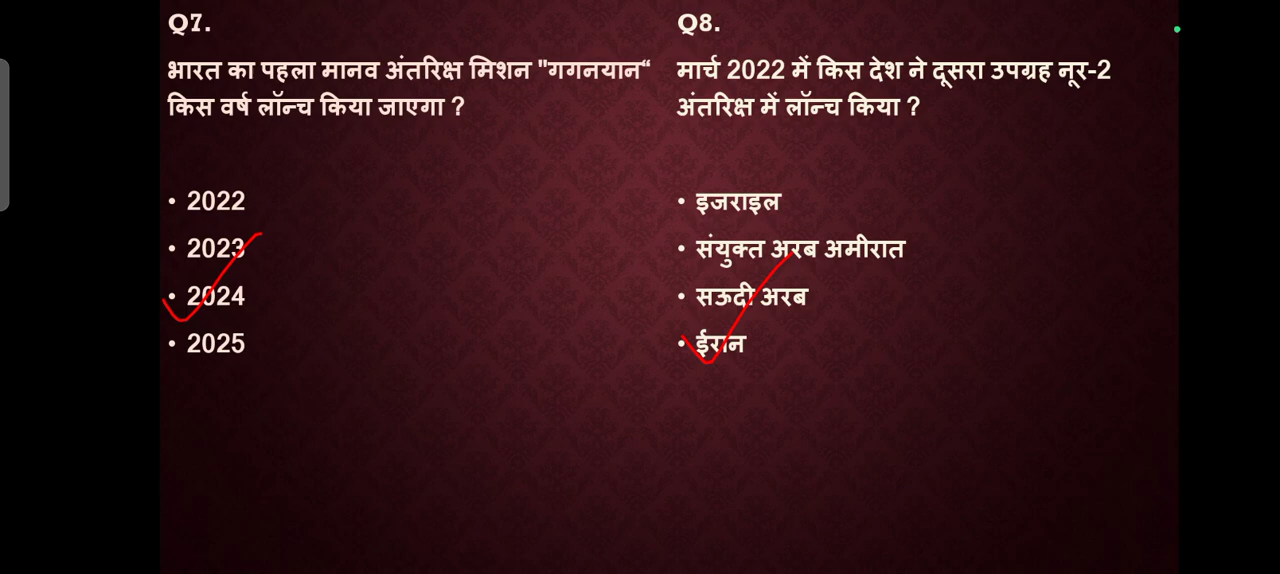 Q7.
भारत का पहला मानव अंतरिक्ष मिशन "गगनयान“
किस वर्ष लॉन्च किया जाएगा ?
• 2022
• 2023
• 2024
• 2025
Q8.
मार्च 2022 में किस देश ने दूसरा उपग्रह नूर-2
अंतरिक्ष में लॉन्च किया ?
• इजराइल
• संयुक्त अरब अमीरात
• सऊदी अरब
• ईरान